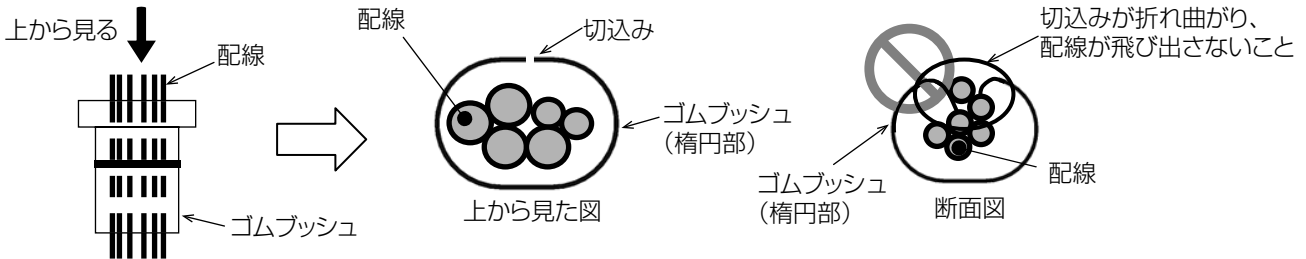 上から見る
配線
ゴムブッシュ
配線
切込み
ゴムブッシュ
（楕円部）
上から見た図
切込みが折れ曲がり、
配線が飛び出さないこと
ゴムブッシュ
（楕円部）
配線
断面図